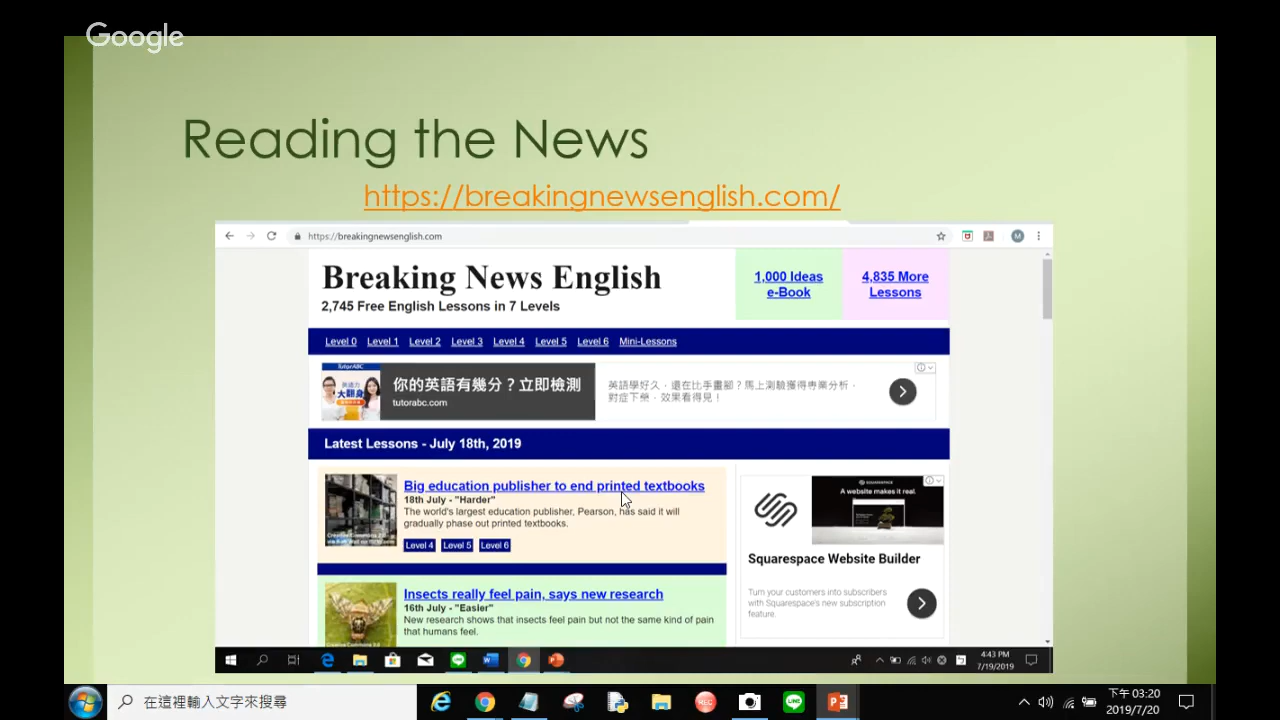 Google
Reading the News
https://breakingnewsenglish.com/
https://breakingnewsenglish.com
M
Breaking News English
2,745 Free English Lessons in 7 Levels
1,000 Ideas
e-Book
4,835 More
Lessons
Level 0 Level 1 Level 2 Level 3 Level 4 Level 5 Level 6 Mini-Lessons
TutorABC
英語力
大翻身
你的英語有幾分？立即檢測
tutorabc.com
英語學好久，還在比手畫腳？馬上測驗獲得專業分析，
對症下藥，效果看得見！
Latest Lessons - July 18th, 2019
Big education publisher to end printed textbooks
18th July - "Harder"
The world's largest education publisher, Pearson, has said it will
gradually phase out printed textbooks.
Level 4 Level 5 Level 6
Insects really feel pain, says new research
16th July - "Easier"
New research shows that insects feel pain but not the same kind of pain
that humans feel.
SQUARESPACE
A website makes it real.
Squarespace Website Builder
Turn your customers into subscribers
with Squarespace's new subscription
feature.
4:43 PM
7/19/2019
在這裡輸入文字來搜尋
下午 03:20
2019/7/20